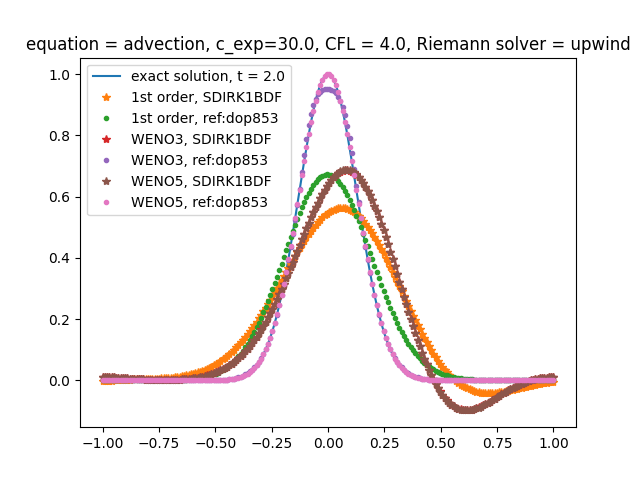 equation = advection, c_exp=30.0, CFL = 4.0, Riemann solver = upwind
1.0
0.8
0.6
0.4
0.2
0.0
exact solution, t = 2.0
1st order, SDIRK1BDF
1st order, ref:dop853
WENO3, SDIRK1BDF
WENO3, ref:dop853
WENO5, SDIRK1BDF
WENO5, ref:dop853
−1.00 −0.75 −0.50 −0.25 0.00 0.25 0.50 0.75 1.00